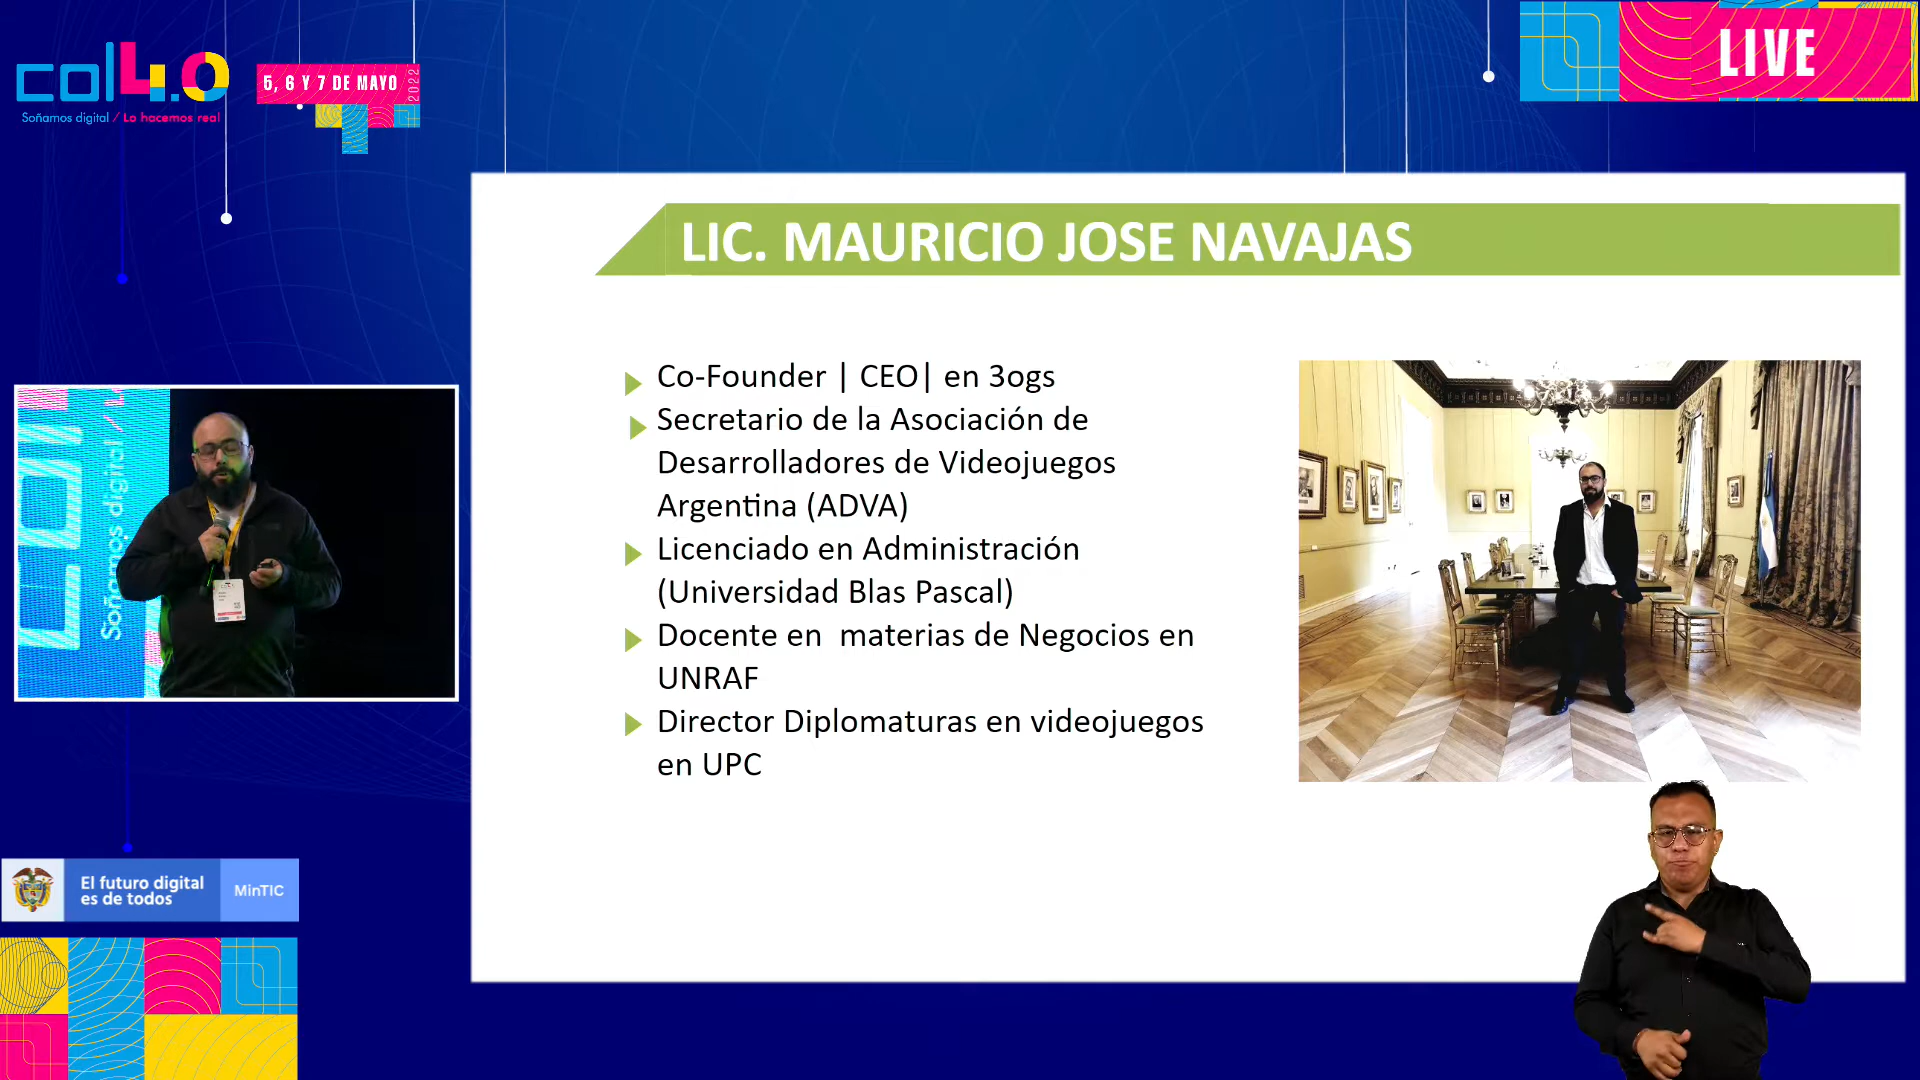 col4.0
Soñamos digital / Lo hacemos real
5, 6 Y 7 DE MAYO
2022
LIVE
LIC. MAURICIO JOSE NAVAJAS
Co-Founder | CEO| en 3ogs
Secretario de la Asociación de
Desarrolladores de Videojuegos
Argentina (ADVA)
Licenciado en Administración
(Universidad Blas Pascal)
Docente en  materias de Negocios en
UNRAF
Director Diplomaturas en videojuegos
en UPC
Soñamos digital /
El futuro digital
es de todos
MinTIC